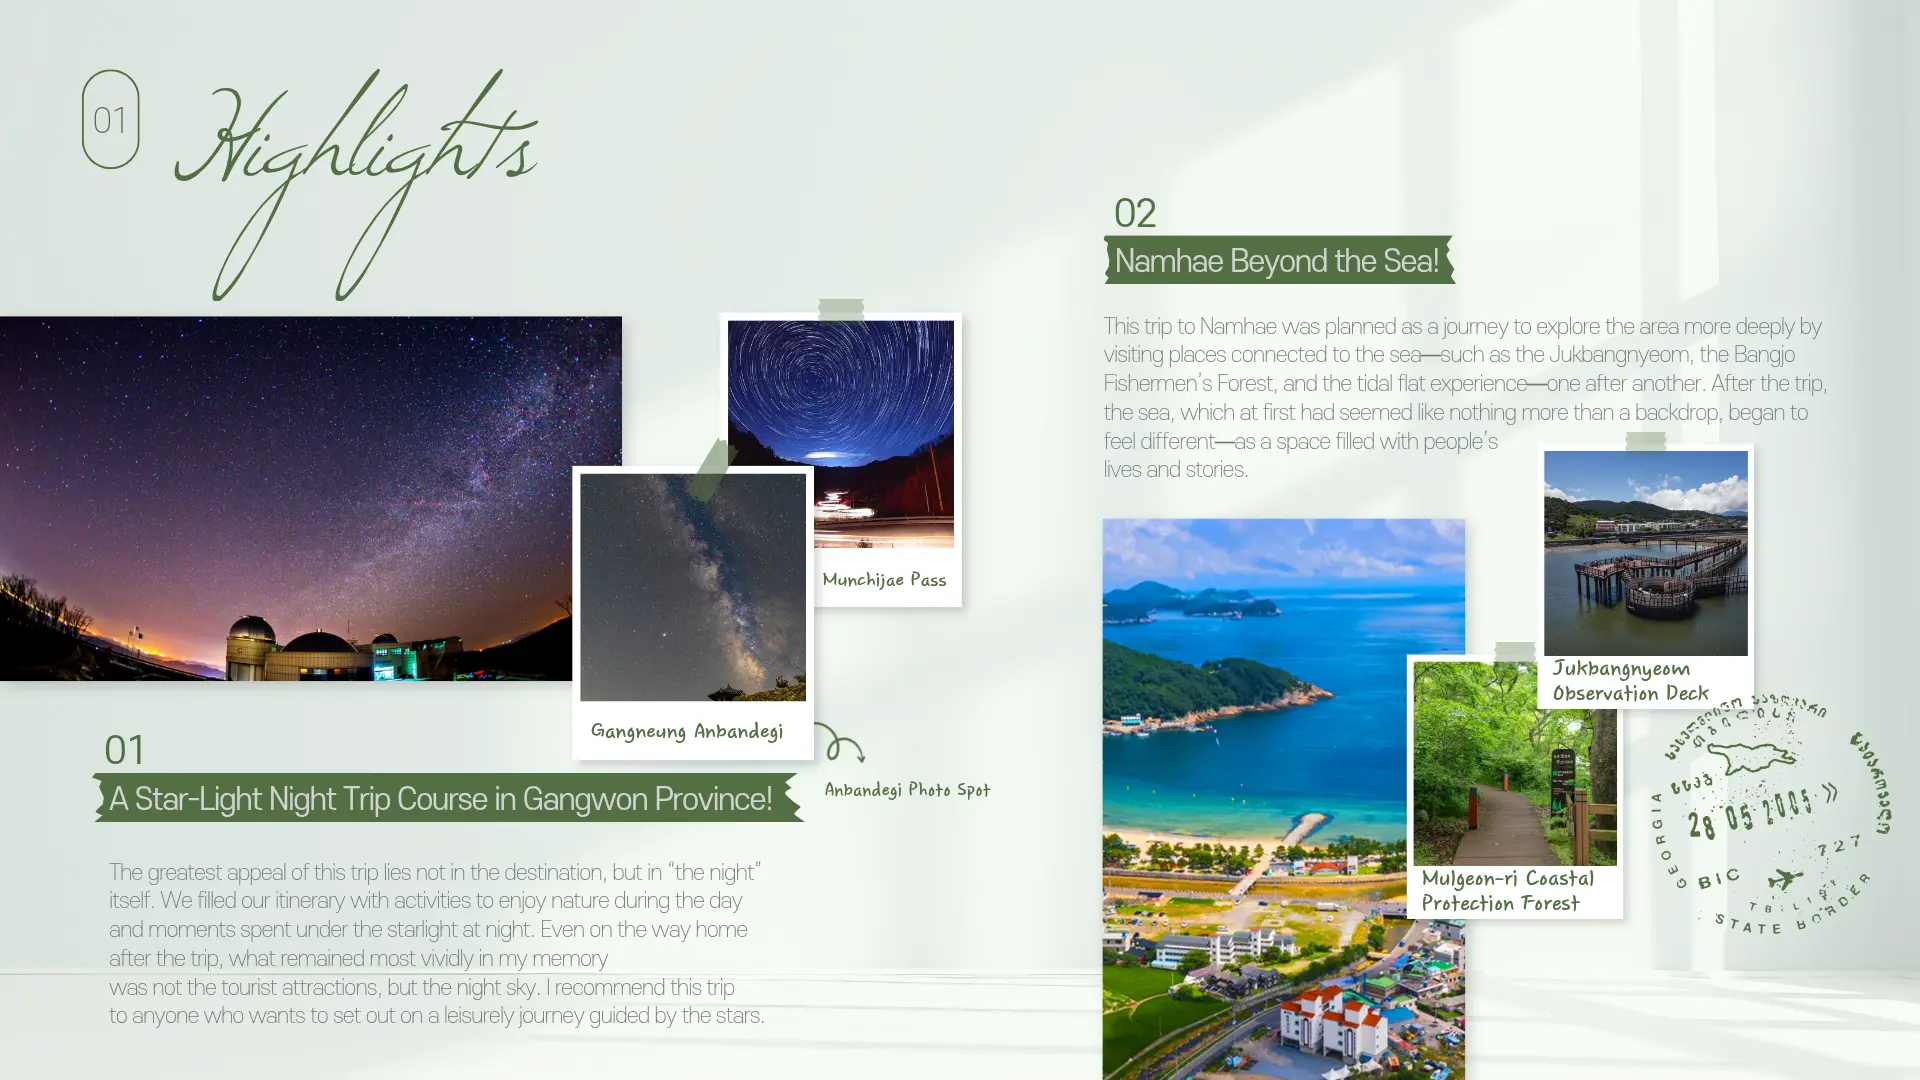 01
Highlights
Munchijae Pass
Gangneung Anbandegi
Anbandegi Photo Spot
01
A Star-Light Night Trip Course in Gangwon Province!
The greatest appeal of this trip lies not in the destination, but in “the night”
itself. We filled our itinerary with activities to enjoy nature during the day
and moments spent under the starlight at night. Even on the way home
after the trip, what remained most vividly in my memory
was not the tourist attractions, but the night sky. I recommend this trip
to anyone who wants to set out on a leisurely journey guided by the stars.
02
Namhae Beyond the Sea!
This trip to Namhae was planned as a journey to explore the area more deeply by
visiting places connected to the sea—such as the Jukbangnyeom, the Bangjo
Fishermen’s Forest, and the tidal flat experience—one after another. After the trip,
the sea, which at first had seemed like nothing more than a backdrop, began to
feel different—as a space filled with people’s
lives and stories.
Jukbangnyeom
Observation Deck
Mulgeon-ri Coastal
Protection Forest
28 05 2005
727
BIC
TBILISI
GEORGIA
STATE BORDER